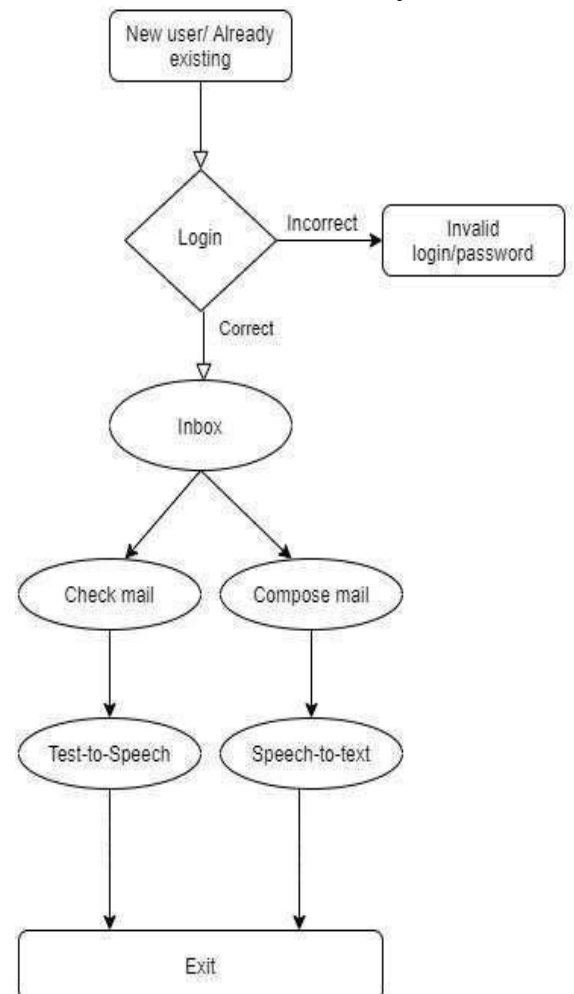 New user/ Already
existing
Login
Incorrect
Invalid
login/password
Correct
Inbox
Check mail
Compose mail
Test-to-Speech
Speech-to-text
Exit